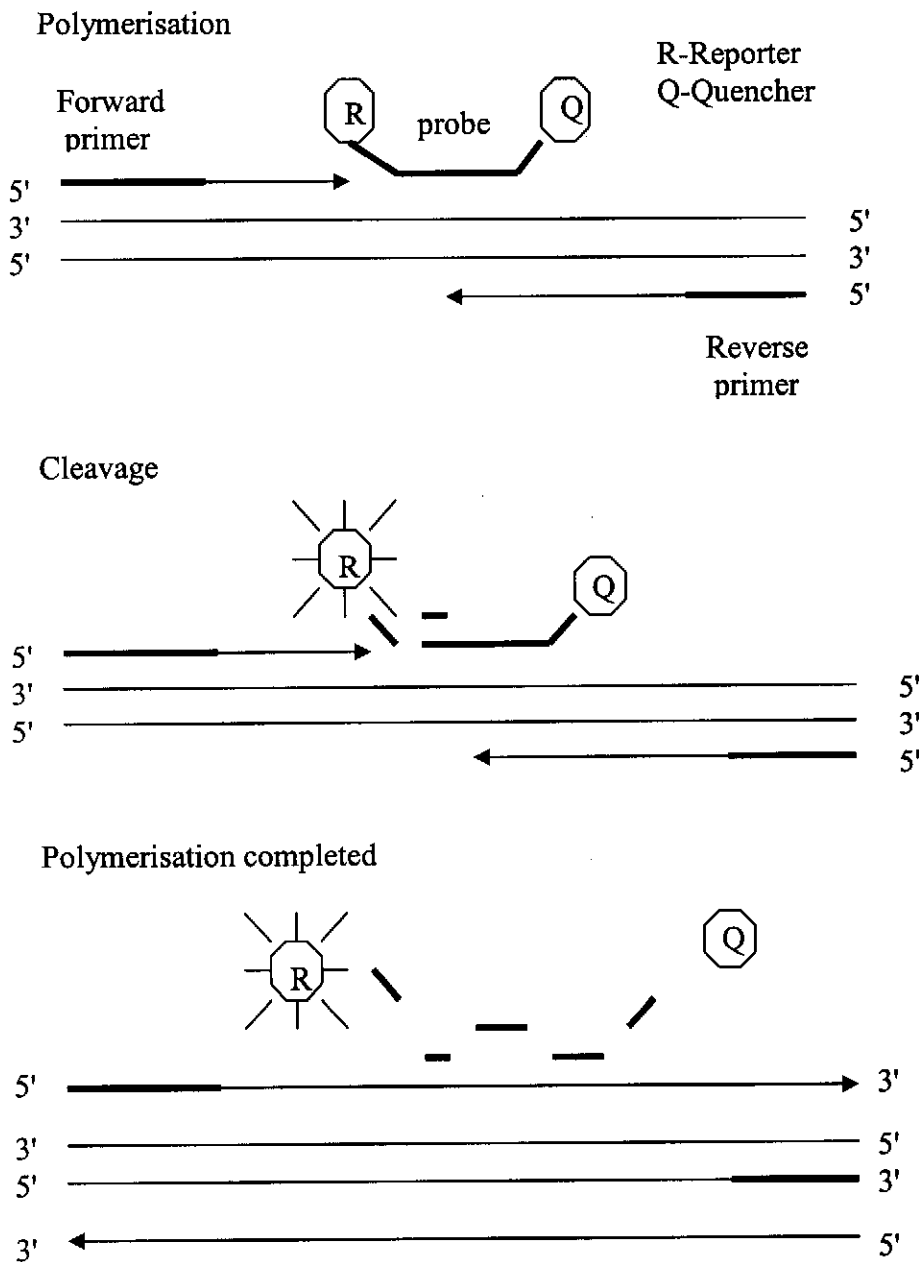 Polymerisation
R-Reporter
Q-Quencher
Forward
primer
R
probe
Q
5'
3'
5'
5'
3'
5'
Reverse
primer
Cleavage
R
Q
5'
3'
5'
5'
3'
5'
Polymerisation completed
R
Q
5'
3'
3'
5'
5'
3'
3'
5'